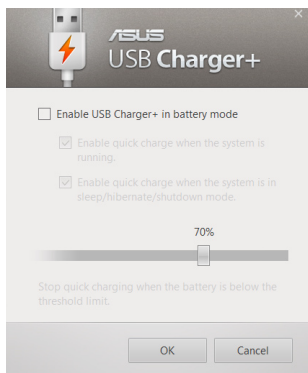 ASUS
USB Charger+
Enable USB Charger+ in battery mode
Enable quick charge when the system is
running.
Enable quick charge when the system is in
sleep/hibernate/shutdown mode.
70%
Stop quick charging when the battery is below the
threshold limit.
OK
Cancel